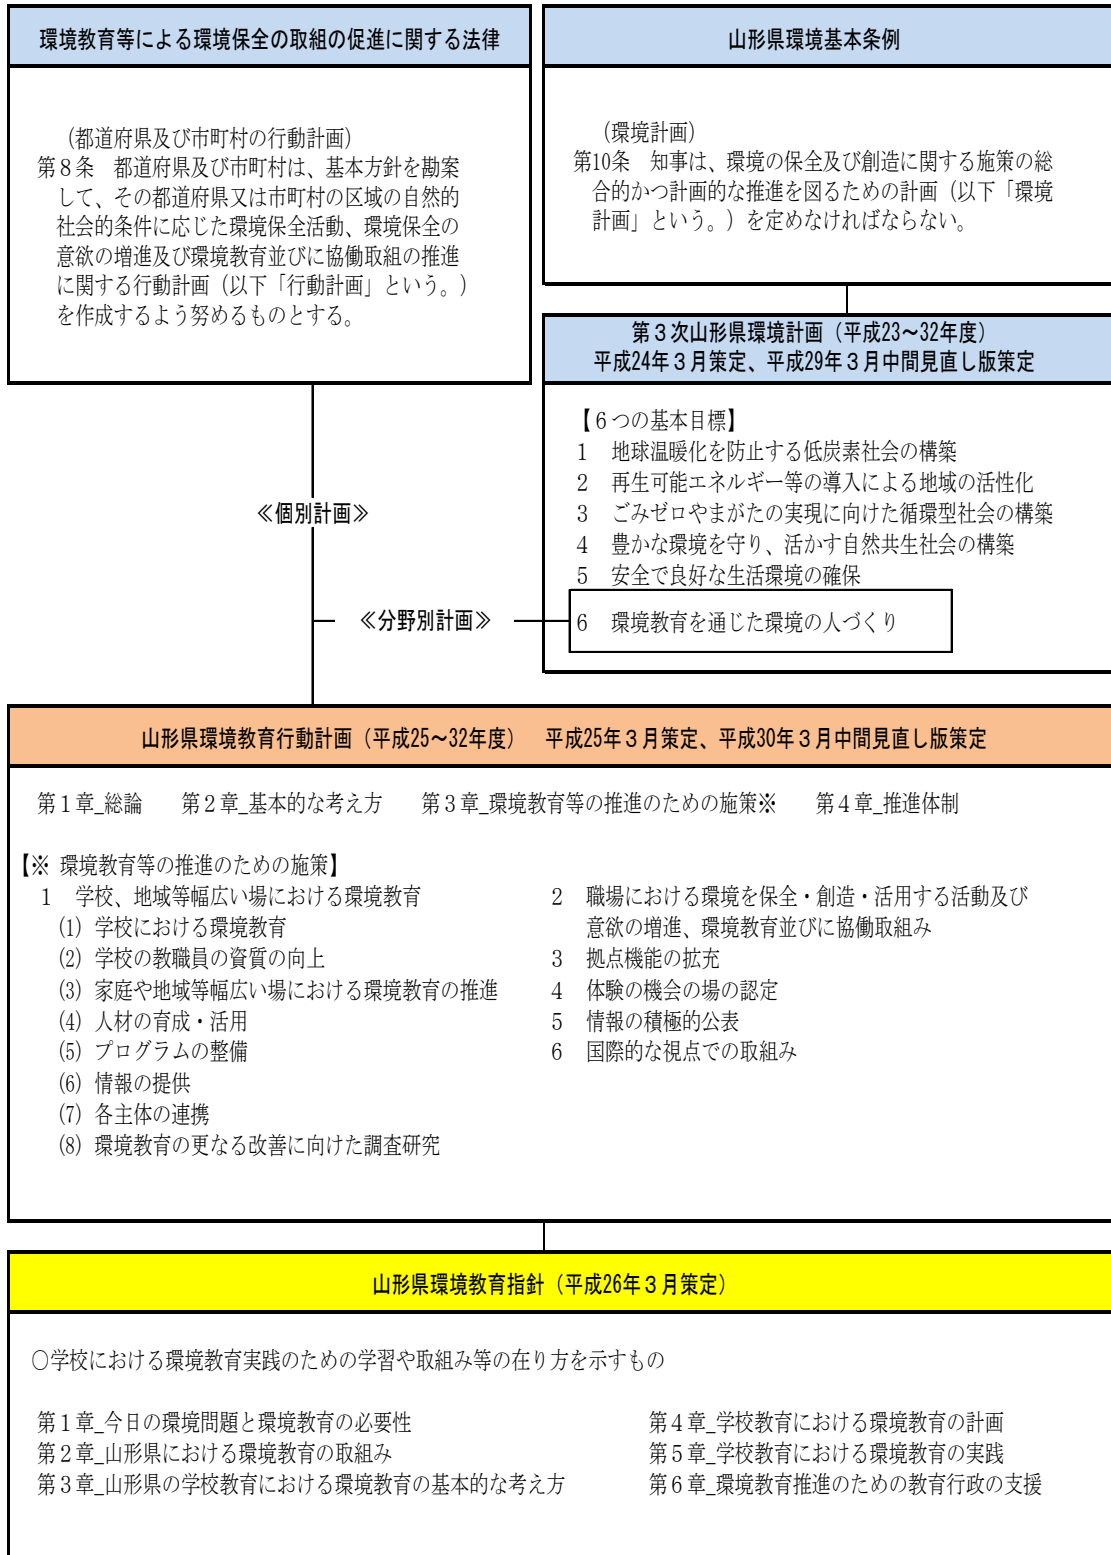 環境教育等による環境保全の取組の促進に関する法律
（都道府県及び市町村の行動計画）
第８条　都道府県及び市町村は、基本方針を勘案
して、その都道府県又は市町村の区域の自然的
社会的条件に応じた環境保全活動、環境保全の
意欲の増進及び環境教育並びに協働取組の推進
に関する行動計画（以下「行動計画」という。）
を作成するよう努めるものとする。
山形県環境基本条例
（環境計画）
第10条　知事は、環境の保全及び創造に関する施策の総
合的かつ計画的な推進を図るための計画（以下「環境
計画」という。）を定めなければならない。
第３次山形県環境計画（平成23～32年度）
平成24年３月策定、平成29年３月中間見直し版策定
【６つの基本目標】
１　地球温暖化を防止する低炭素社会の構築
２　再生可能エネルギー等の導入による地域の活性化
３　ごみゼロやまがたの実現に向けた循環型社会の構築
４　豊かな環境を守り、活かす自然共生社会の構築
５　安全で良好な生活環境の確保
６　環境教育を通じた環境の人づくり
≪個別計画≫
≪分野別計画≫
山形県環境教育行動計画（平成25～32年度）　平成25年３月策定、平成30年３月中間見直し版策定
第１章_総論　　第２章_基本的な考え方　　第３章_環境教育等の推進のための施策※　　第４章_推進体制
【※ 環境教育等の推進のための施策】
１　学校、地域等幅広い場における環境教育
(1) 学校における環境教育
(2) 学校の教職員の資質の向上
(3) 家庭や地域等幅広い場における環境教育の推進
(4) 人材の育成・活用
(5) プログラムの整備
(6) 情報の提供
(7) 各主体の連携
(8) 環境教育の更なる改善に向けた調査研究
２　職場における環境を保全・創造・活用する活動及び
意欲の増進、環境教育並びに協働取組み
３　拠点機能の拡充
４　体験の機会の場の認定
５　情報の積極的公表
６　国際的な視点での取組み
山形県環境教育指針（平成26年３月策定）
○学校における環境教育実践のための学習や取組み等の在り方を示すもの
第１章_今日の環境問題と環境教育の必要性
第２章_山形県における環境教育の取組み
第３章_山形県の学校教育における環境教育の基本的な考え方
第４章_学校教育における環境教育の計画
第５章_学校教育における環境教育の実践
第６章_環境教育推進のための教育行政の支援